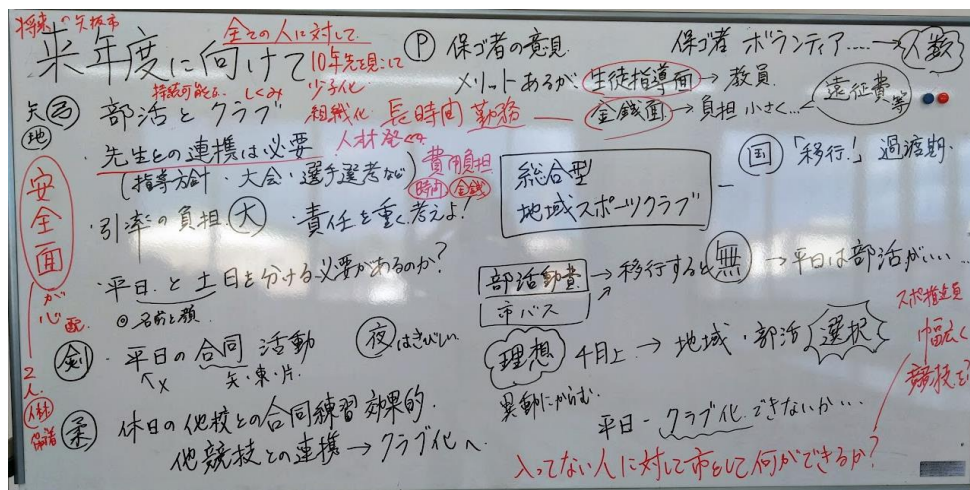 将来の矢板市
来年度に向けて
全ての人に対して
10年先を見いて
少子化
持続可能な しくみ
組織化 長時間 勤務
Ⓟ 保ゴ者の意見
メリットあるが 生徒指導面 → 教員
金銭面 → 負担 小さく…
保ゴ者 ボランティア…… → 人数
遠征費等
部活とクラブ
地
安全面が心配
・先生との連携は必要
(指導方針・大会・選手選考など)
費用負担
時間 金銭
総合型
地域スポーツクラブ
国 「移行!」 過渡期
・引率の負担 大 ・責任を重く考えよ!
・平日と土日を分ける必要があるのか?
◎名前と顔
部活動費
市バス
→ 移行すると 無 → 平日は部活がいい…
剣 ・平日の合同活動
矢・東・片
夜はきびしい
理想 4月上 → 地域・部活 選択
異動にからむ
幅広く
競技を?
2人
柔 休日の他校との合同練習効果的
他競技との連携 → クラブ化へ
平日−クラブ化できないか…
入ってない人に対して市として何ができるか?